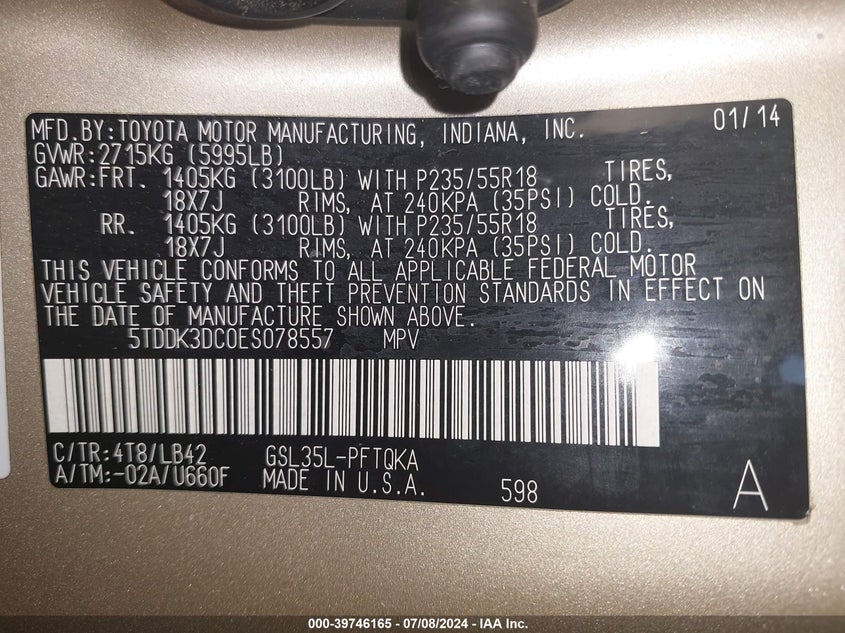 MFD.BY:TOYOTA MOTOR MANUFACTURING, INDIANA, INC. 01/14
GVWR:2715KG (5995LB)
GAWR:FRT. 1405KG (3100LB) WITH P235/55R18 TIRES,
18X7J RIMS, AT 240KPA (35PSI) COLD.
RR. 1405KG (3100LB) WITH P235/55R18 TIRES,
18X7J RIMS, AT 240KPA (35PSI) COLD.
THIS VEHICLE CONFORMS TO ALL APPLICABLE FEDERAL MOTOR
VEHICLE SAFETY AND THEFT PREVENTION STANDARDS IN EFFECT ON
THE DATE OF MANUFACTURE SHOWN ABOVE.
5TDDK3DC0ES078557 MPV
C/TR:4T8/LB42 GSL35L-PFTQKA
A/TM:-02A/U660F MADE IN U.S.A. 598 A
000-39746165 - 07/08/2024 - IAA Inc.